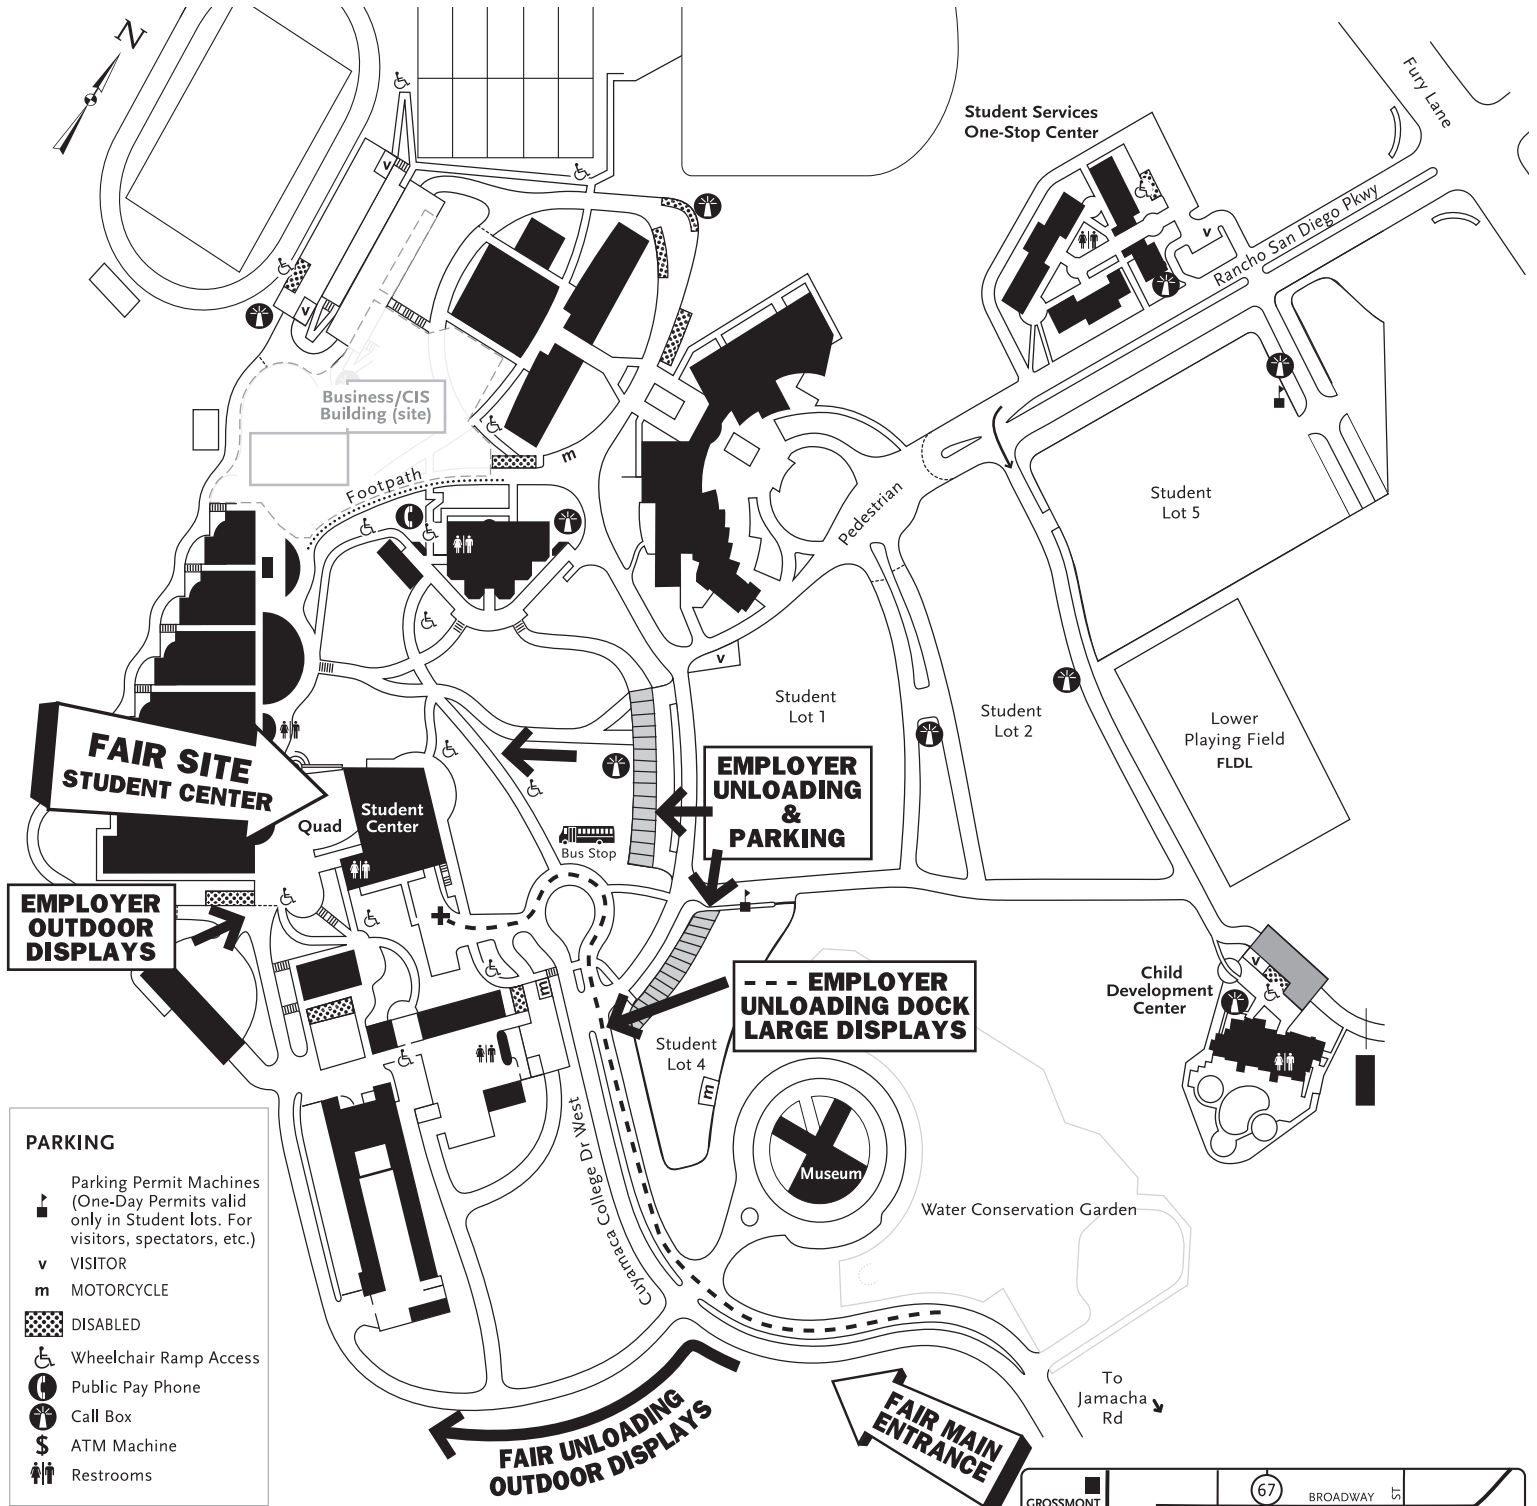 N
Student Services
One-Stop Center
Fury Lane
Rancho San Diego Pkwy
v
v
v
Business/CIS
Building (site)
m
Footpath
Pedestrian
Student
Lot 5
v
Student
Lot 1
Student
Lot 2
Lower
Playing Field
FLDL
FAIR SITE
STUDENT CENTER
Quad
Student
Center
Bus Stop
EMPLOYER
UNLOADING
&
PARKING
EMPLOYER
OUTDOOR
DISPLAYS
--- EMPLOYER
UNLOADING DOCK
LARGE DISPLAYS
m
Student
Lot 4
m
v
Child
Development
Center
Museum
Water Conservation Garden
Cuyamaca College Dr West
PARKING
Parking Permit Machines
(One-Day Permits valid
only in Student lots. For
visitors, spectators, etc.)
v VISITOR
m MOTORCYCLE
DISABLED
Wheelchair Ramp Access
Public Pay Phone
Call Box
$ ATM Machine
Restrooms
FAIR UNLOADING
OUTDOOR DISPLAYS
FAIR MAIN
ENTRANCE
To
Jamacha
Rd
GROSSMONT
67
BROADWAY
ST